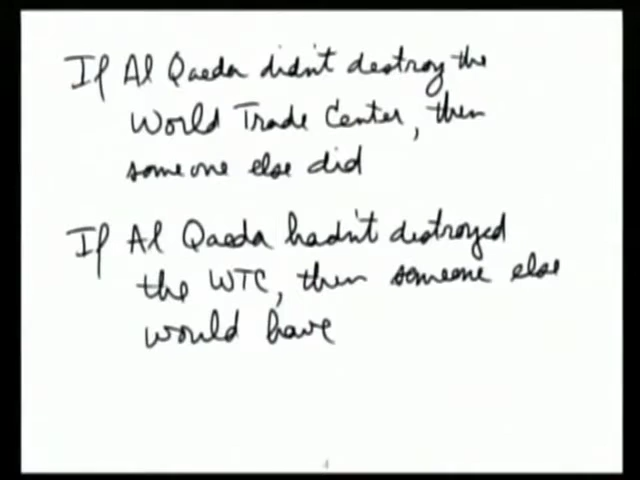 If Al Qaeda didn't destroy the
World Trade Center, then
someone else did
If Al Qaeda hadn't destroyed
the WTC, then someone else
would have
4